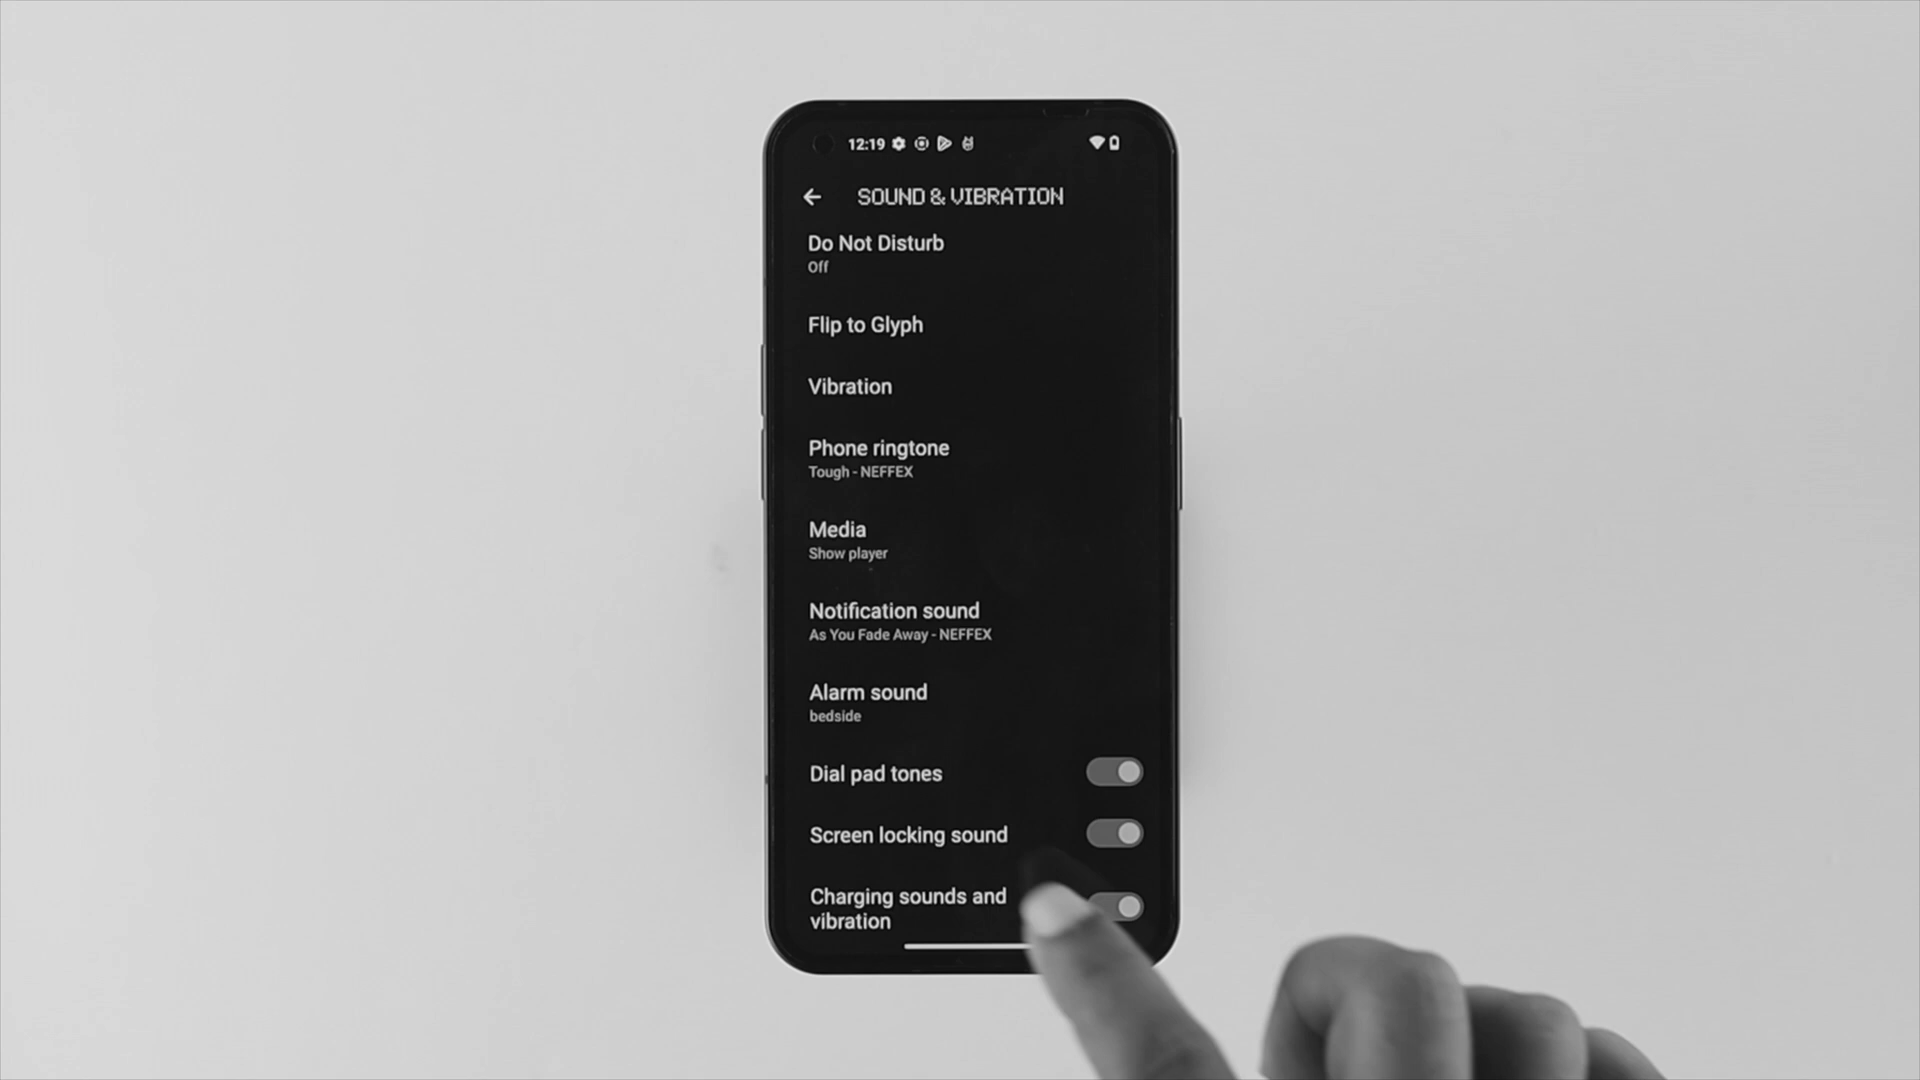 12:19
SOUND & VIBRATION
Do Not Disturb
Off
Flip to Glyph
Vibration
Phone ringtone
Tough - NEFFEX
Media
Show player
Notification sound
As You Fade Away - NEFFEX
Alarm sound
bedside
Dial pad tones
Screen locking sound
Charging sounds and
vibration